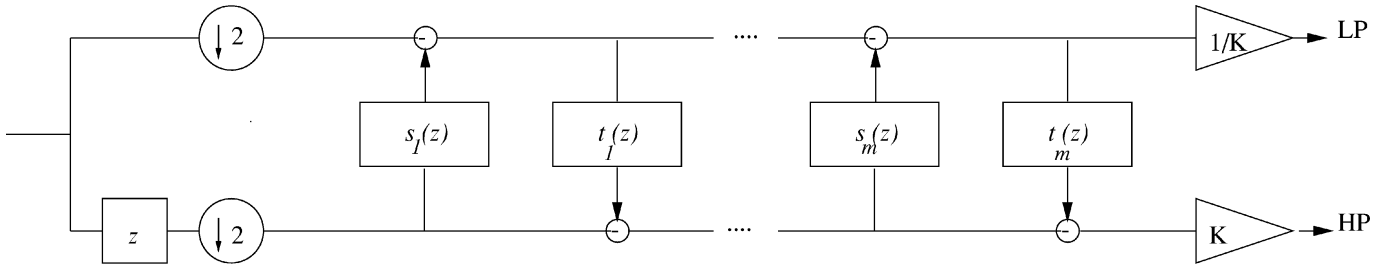 ↓ 2 - .... - 1/K LP
s1(z) t1(z) sm(z) tm(z)
z ↓ 2 - .... - K HP